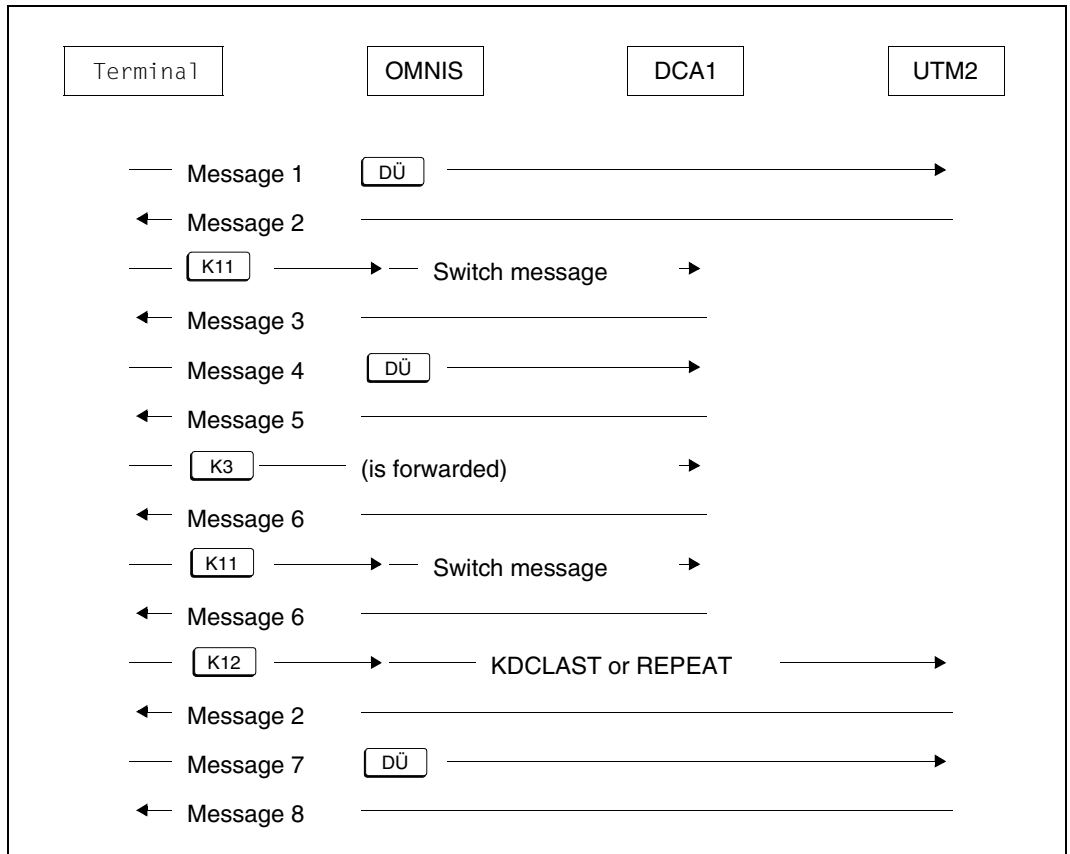 Terminal OMNIS DCA1 UTM2
Message 1 DÜ
Message 2
K11 Switch message
Message 3
Message 4 DÜ
Message 5
K3 (is forwarded)
Message 6
K11 Switch message
Message 6
K12 KDCLAST or REPEAT
Message 2
Message 7 DÜ
Message 8